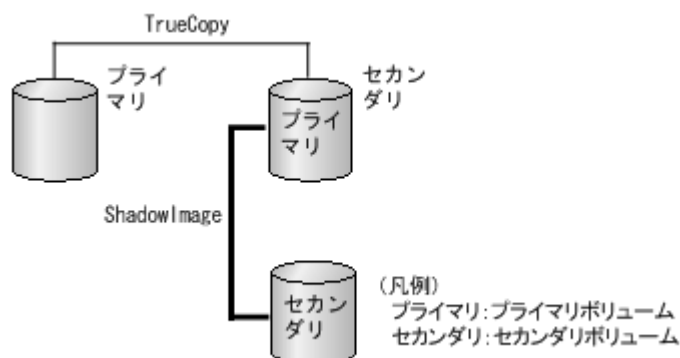 TrueCopy
プライ
マリ
セカン
ダリ
プライ
マリ
ShadowImage
セカン
ダリ
(凡例)
プライマリ:プライマリボリューム
セカンダリ:セカンダリボリューム